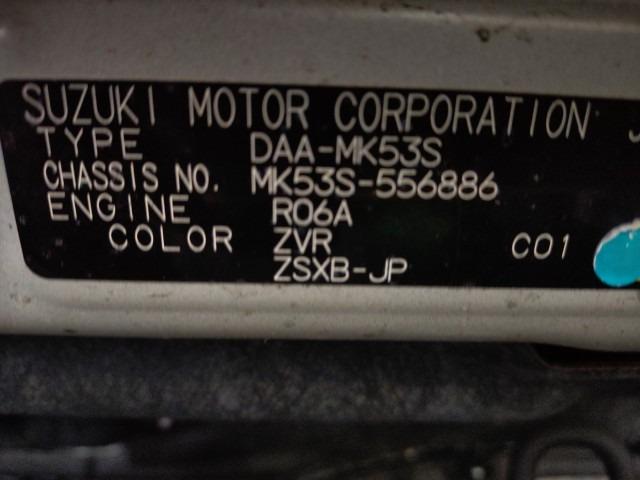 SUZUKI MOTOR CORPORATION J
TYPE DAA-MK53S
CHASSIS NO. MK53S-556886
ENGINE R06A
COLOR ZVR C01
ZSXB-JP